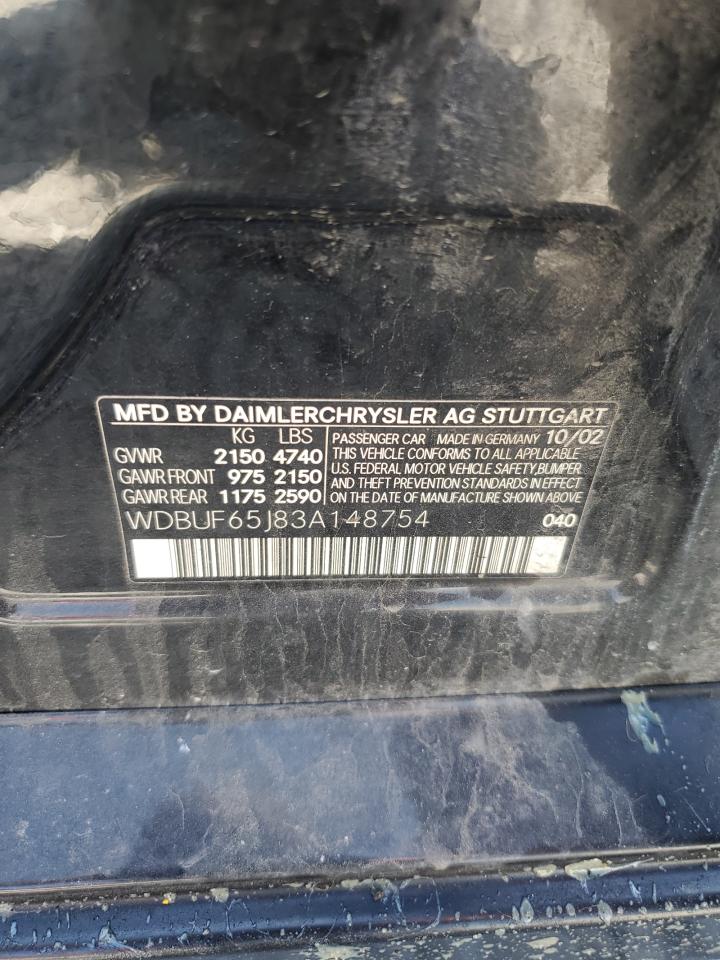 MFD BY DAIMLERCHRYSLER AG STUTTGART
KG LBS
GVWR 2150 4740
GAWR FRONT 975 2150
GAWR REAR 1175 2590
PASSENGER CAR MADE IN GERMANY 10/02
THIS VEHICLE CONFORMS TO ALL APPLICABLE
U.S. FEDERAL MOTOR VEHICLE SAFETY,BUMPER
AND THEFT PREVENTION STANDARDS IN EFFECT
ON THE DATE OF MANUFACTURE SHOWN ABOVE
WDBUF65J83A148754 040